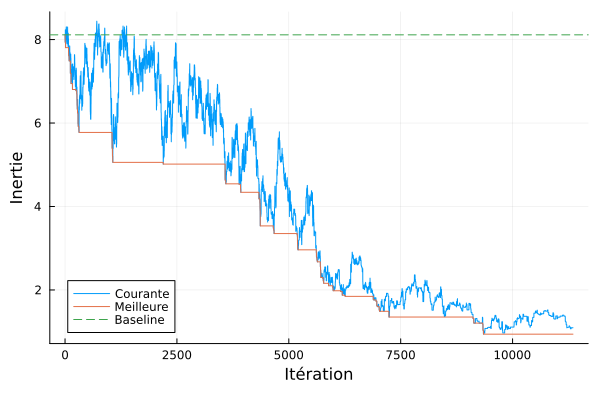 8
6
4
2
Inertie
Courante
Meilleure
Baseline
0
2500
5000
7500
10000
Itération